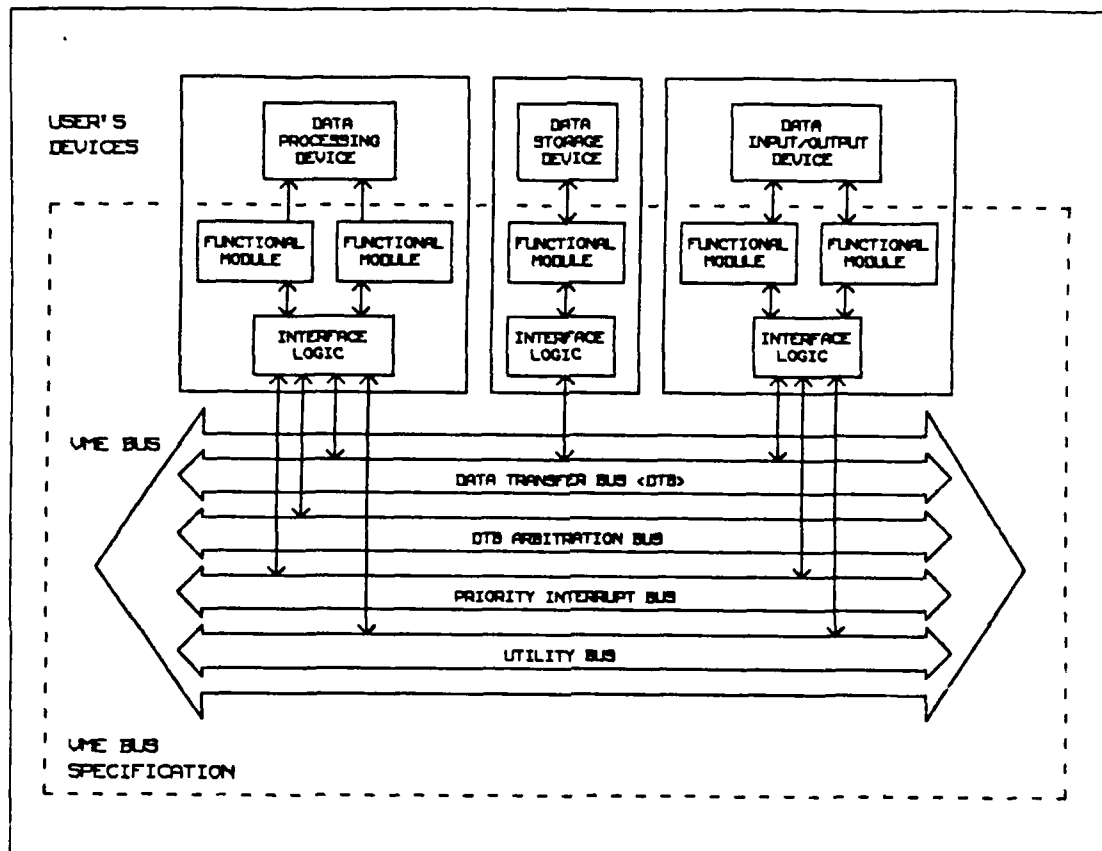 USER'S
DEVICES
DATA
PROCESSING
DEVICE
DATA
STORAGE
DEVICE
DATA
INPUT/OUTPUT
DEVICE
FUNCTIONAL
MODULE
FUNCTIONAL
MODULE
FUNCTIONAL
MODULE
FUNCTIONAL
MODULE
FUNCTIONAL
MODULE
INTERFACE
LOGIC
INTERFACE
LOGIC
INTERFACE
LOGIC
VME BUS
DATA TRANSFER BUS <DTB>
DTB ARBITRATION BUS
PRIORITY INTERRUPT BUS
UTILITY BUS
VME BUS
SPECIFICATION